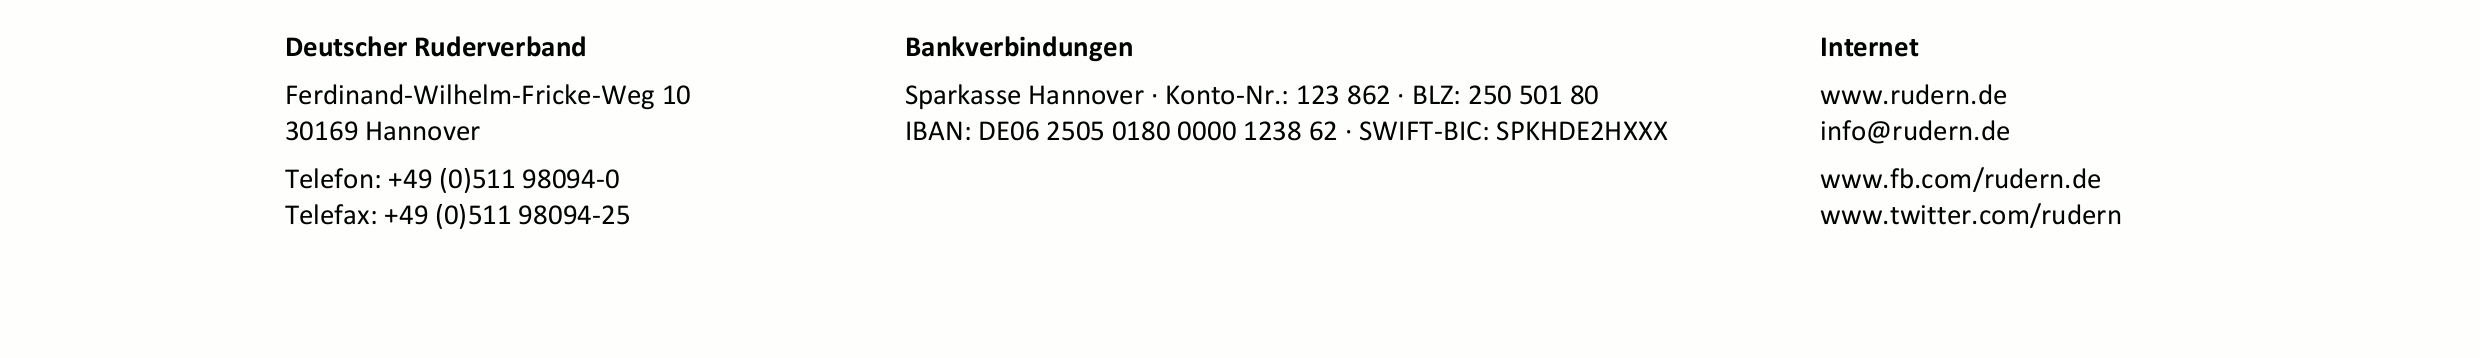 Deutscher Ruderverband
Ferdinand-Wilhelm-Fricke-Weg 10
30169 Hannover
Telefon: +49 (0)511 98094-0
Telefax: +49 (0)511 98094-25
Bankverbindungen
Sparkasse Hannover · Konto-Nr.: 123 862 · BLZ: 250 501 80
IBAN: DE06 2505 0180 0000 1238 62 · SWIFT-BIC: SPKHDE2HXXX
Internet
www.rudern.de
info@rudern.de
www.fb.com/rudern.de
www.twitter.com/rudern